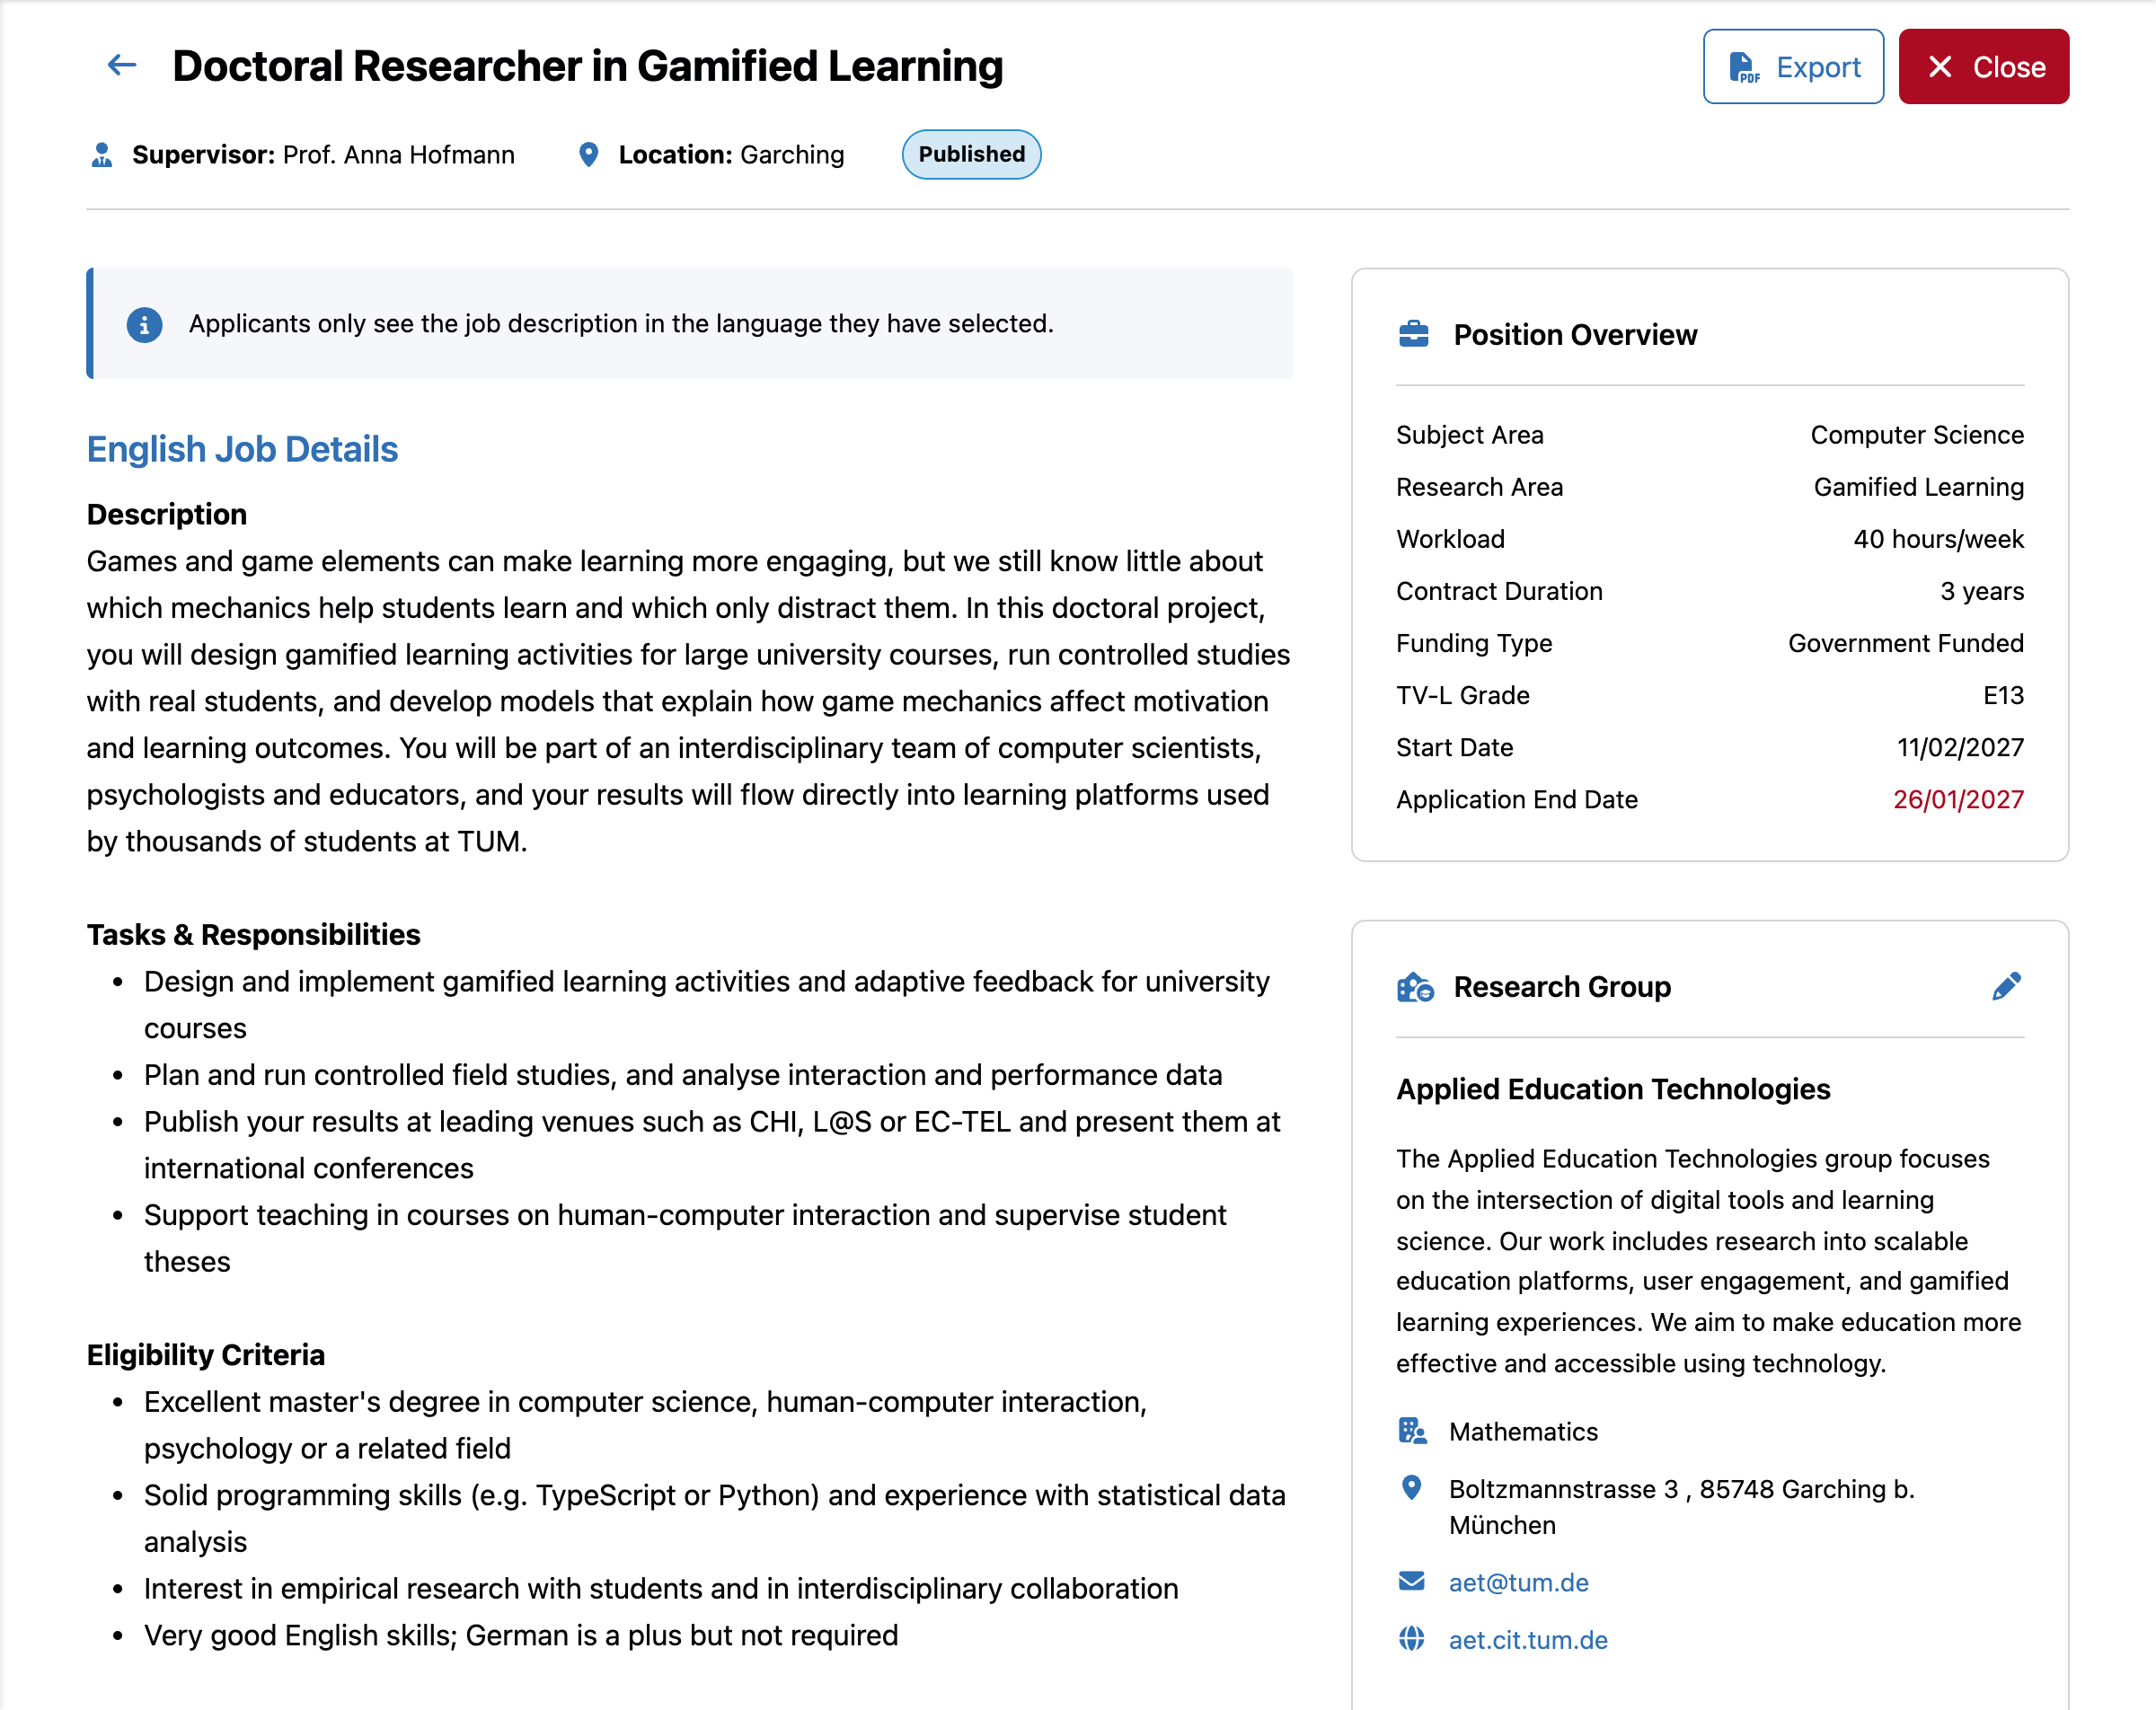 Doctoral Researcher in Gamified Learning
PDF Export
Close
Supervisor: Prof. Anna Hofmann
Location: Garching
Published
Applicants only see the job description in the language they have selected.
English Job Details
Description
Games and game elements can make learning more engaging, but we still know little about
which mechanics help students learn and which only distract them. In this doctoral project,
you will design gamified learning activities for large university courses, run controlled studies
with real students, and develop models that explain how game mechanics affect motivation
and learning outcomes. You will be part of an interdisciplinary team of computer scientists,
psychologists and educators, and your results will flow directly into learning platforms used
by thousands of students at TUM.
Tasks & Responsibilities
• Design and implement gamified learning activities and adaptive feedback for university
courses
• Plan and run controlled field studies, and analyse interaction and performance data
• Publish your results at leading venues such as CHI, L@S or EC-TEL and present them at
international conferences
• Support teaching in courses on human-computer interaction and supervise student
theses
Eligibility Criteria
• Excellent master's degree in computer science, human-computer interaction,
psychology or a related field
• Solid programming skills (e.g. TypeScript or Python) and experience with statistical data
analysis
• Interest in empirical research with students and in interdisciplinary collaboration
• Very good English skills; German is a plus but not required
Position Overview
Subject Area Computer Science
Research Area Gamified Learning
Workload 40 hours/week
Contract Duration 3 years
Funding Type Government Funded
TV-L Grade E13
Start Date 11/02/2027
Application End Date 26/01/2027
Research Group
Applied Education Technologies
The Applied Education Technologies group focuses
on the intersection of digital tools and learning
science. Our work includes research into scalable
education platforms, user engagement, and gamified
learning experiences. We aim to make education more
effective and accessible using technology.
Mathematics
Boltzmannstrasse 3 , 85748 Garching b.
München
aet@tum.de
aet.cit.tum.de